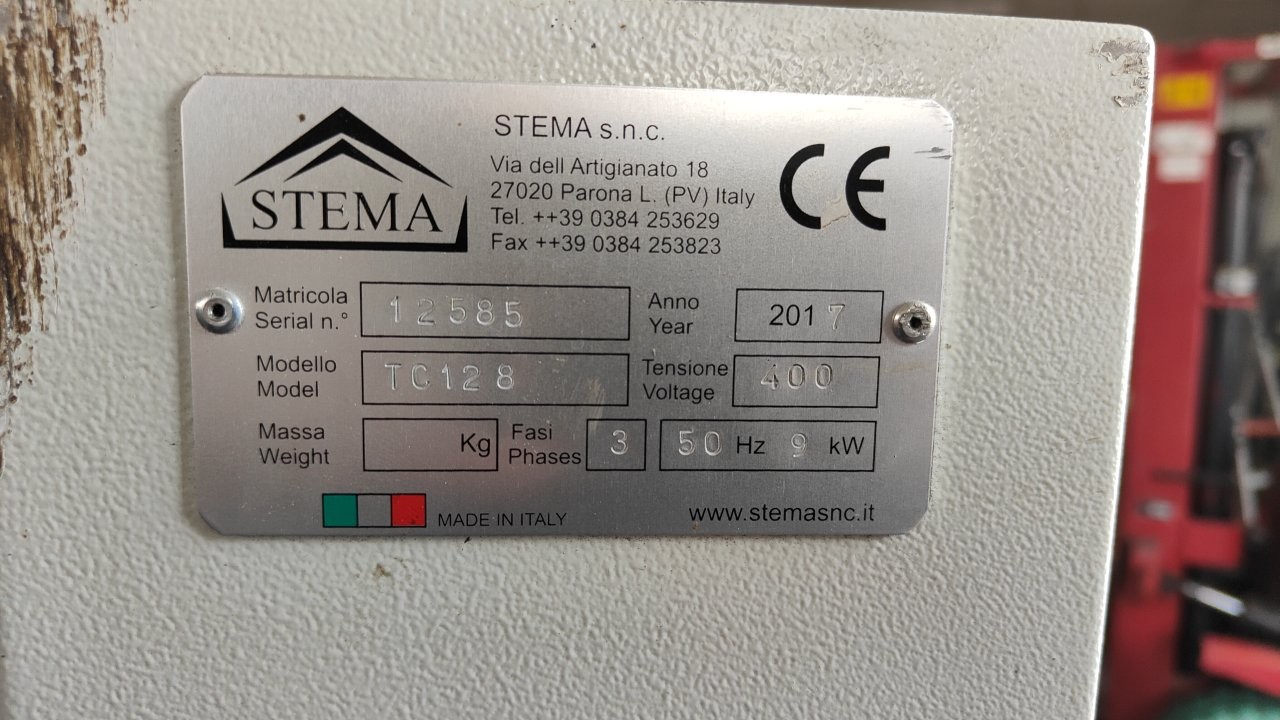 STEMA
STEMA s.n.c.
Via dell Artigianato 18
27020 Parona L. (PV) Italy
Tel. ++39 0384 253629
Fax ++39 0384 253823
CE
Matricola
Serial n.°
12585
Anno
Year
2017
Modello
Model
TC128
Tensione
Voltage
400
Massa
Weight
Kg
Fasi
Phases
3
50 Hz 9 kW
MADE IN ITALY
www.stemasnc.it